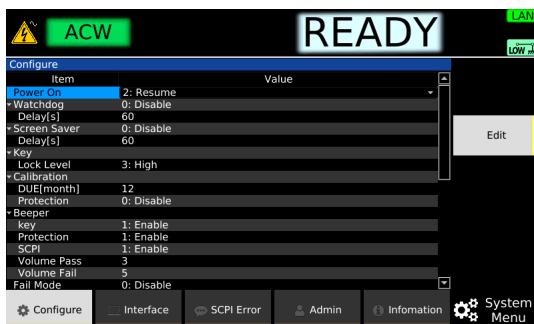 ACW
READY
LAN
LOW
Configure
Item Value
Power On 2: Resume
Watchdog 0: Disable
Delay[s] 60
Screen Saver 0: Disable
Delay[s] 60
Key
Lock Level 3: High
Calibration
DUE[month] 12
Protection 0: Disable
Beeper
key 1: Enable
Protection 1: Enable
SCPI 1: Enable
Volume Pass 3
Volume Fail 5
Fail Mode 0: Disable
Edit
Configure Interface SCPI Error Admin Infomation
System
Menu